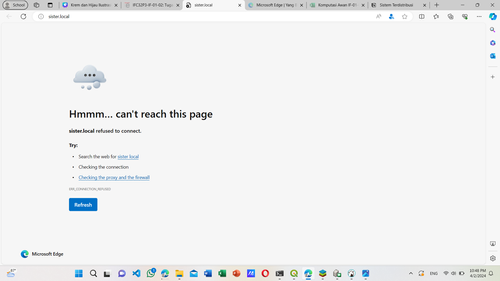 School
Krem dan Hijau Ilustra
IFC52FS-IF-01-02: Tug
sister.local
Microsoft Edge | Yang
Komputasi Awan IF 01
Sistem Terdistribusi
sister.local
Hmmm... can't reach this page
sister.local refused to connect.
Try:
• Search the web for sister local
• Checking the connection
• Checking the proxy and the firewall
ERR_CONNECTION_REFUSED
Refresh
Microsoft Edge
ENG
10:46 PM
4/2/2024